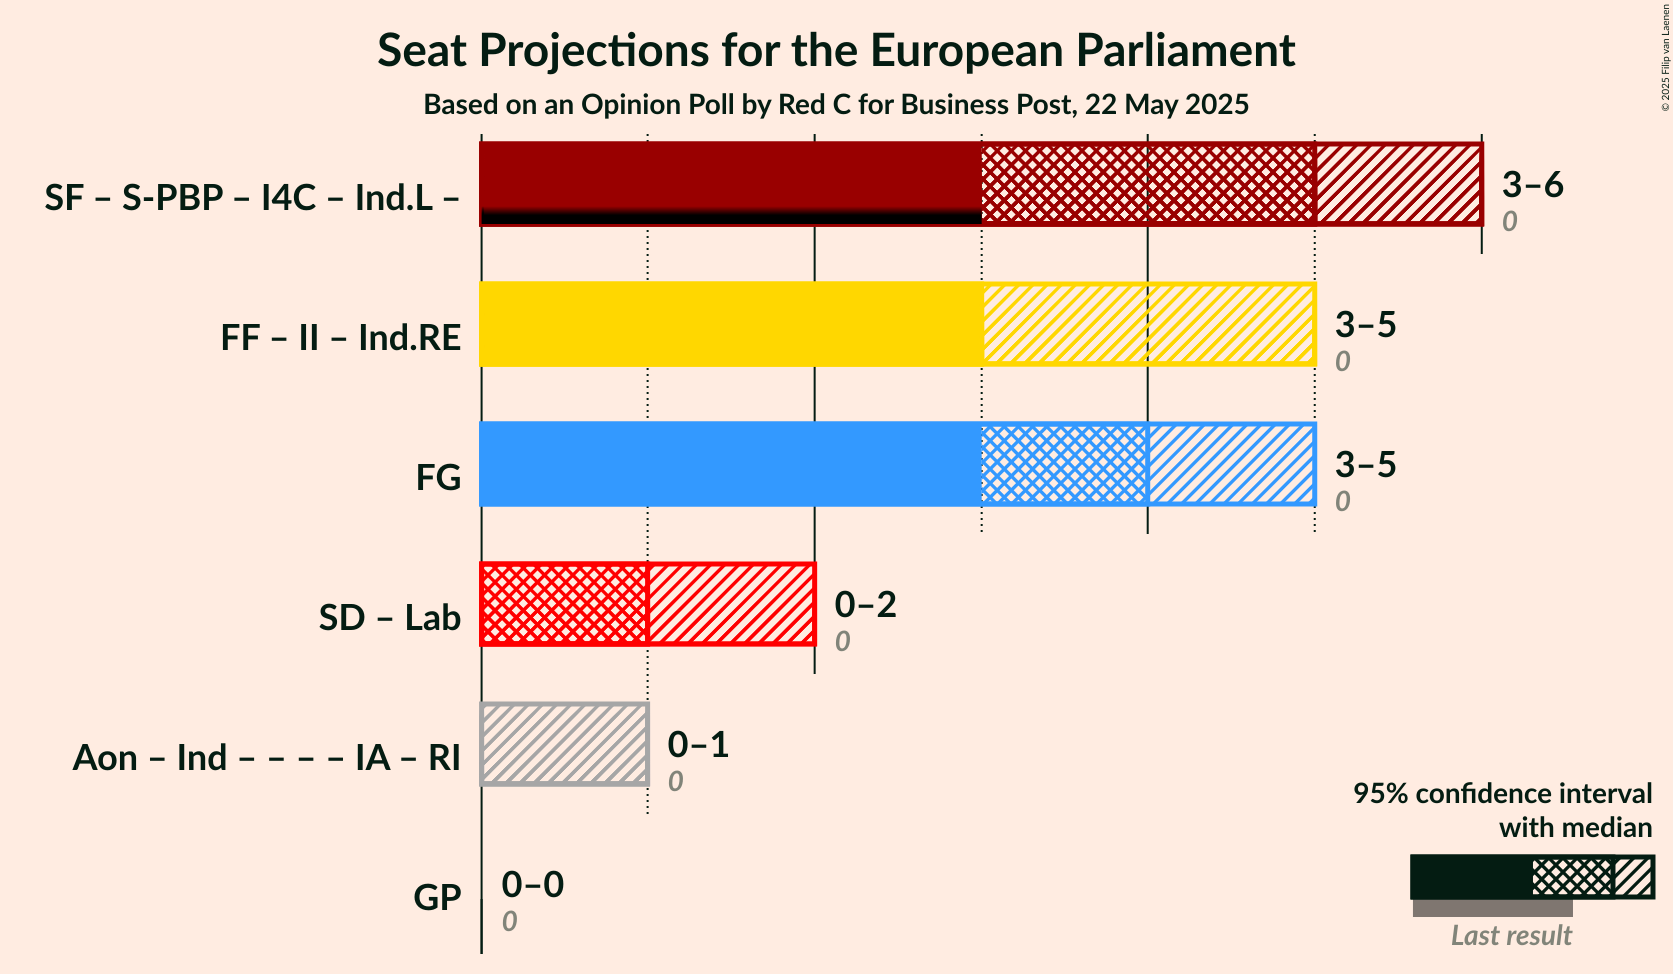 Seat Projections for the European Parliament
Based on an Opinion Poll by Red C for Business Post, 22 May 2025
© 2025 Filip van Laenen
SF – S-PBP – I4C – Ind.L –
3–6
0
FF – II – Ind.RE
3–5
0
FG
3–5
0
SD – Lab
0–2
0
Aon – Ind – – – – IA – RI
0–1
0
GP
0–0
0
95% confidence interval
with median
Last result